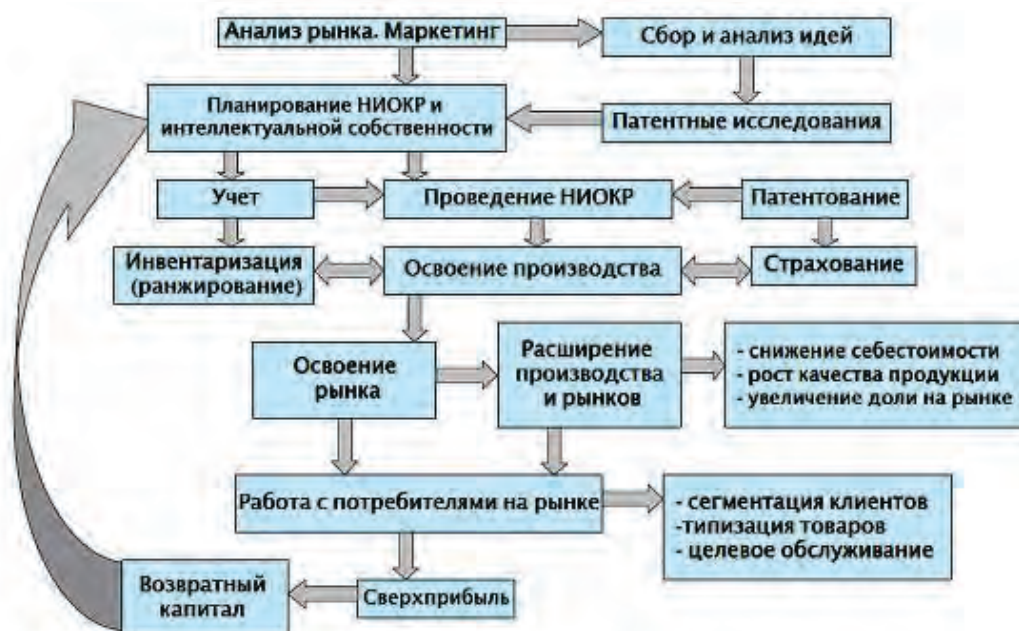 Анализ рынка. Маркетинг
Сбор и анализ идей
Планирование НИОКР и
интеллектуальной собственности
Патентные исследования
Учет
Проведение НИОКР
Патентование
Инвентаризация
(ранжирование)
Освоение производства
Страхование
Освоение
рынка
Расширение
производства
и рынков
- снижение себестоимости
- рост качества продукции
- увеличение доли на рынке
Работа с потребителями на рынке
- сегментация клиентов
-типизация товаров
- целевое обслуживание
Возвратный
капитал
Сверхприбыль